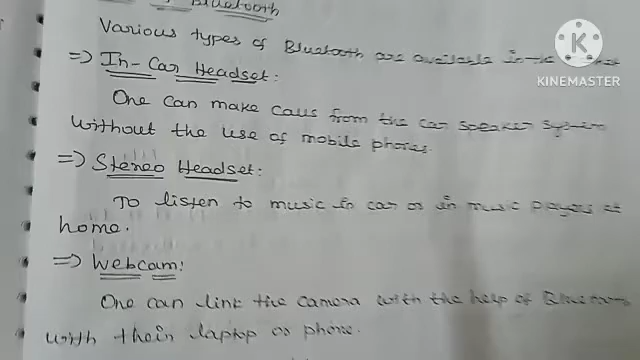 of Bluetooth
Various types of Bluetooth are available in the
KINEMASTER
=> In-Car Headset:
One can make calls from the car speaker system
without the use of mobile phones.
=> Stereo Headset:
To listen to music in car or in music players at
home.
=> Webcam:
One can link the camera with the help of
with their laptop or phone.